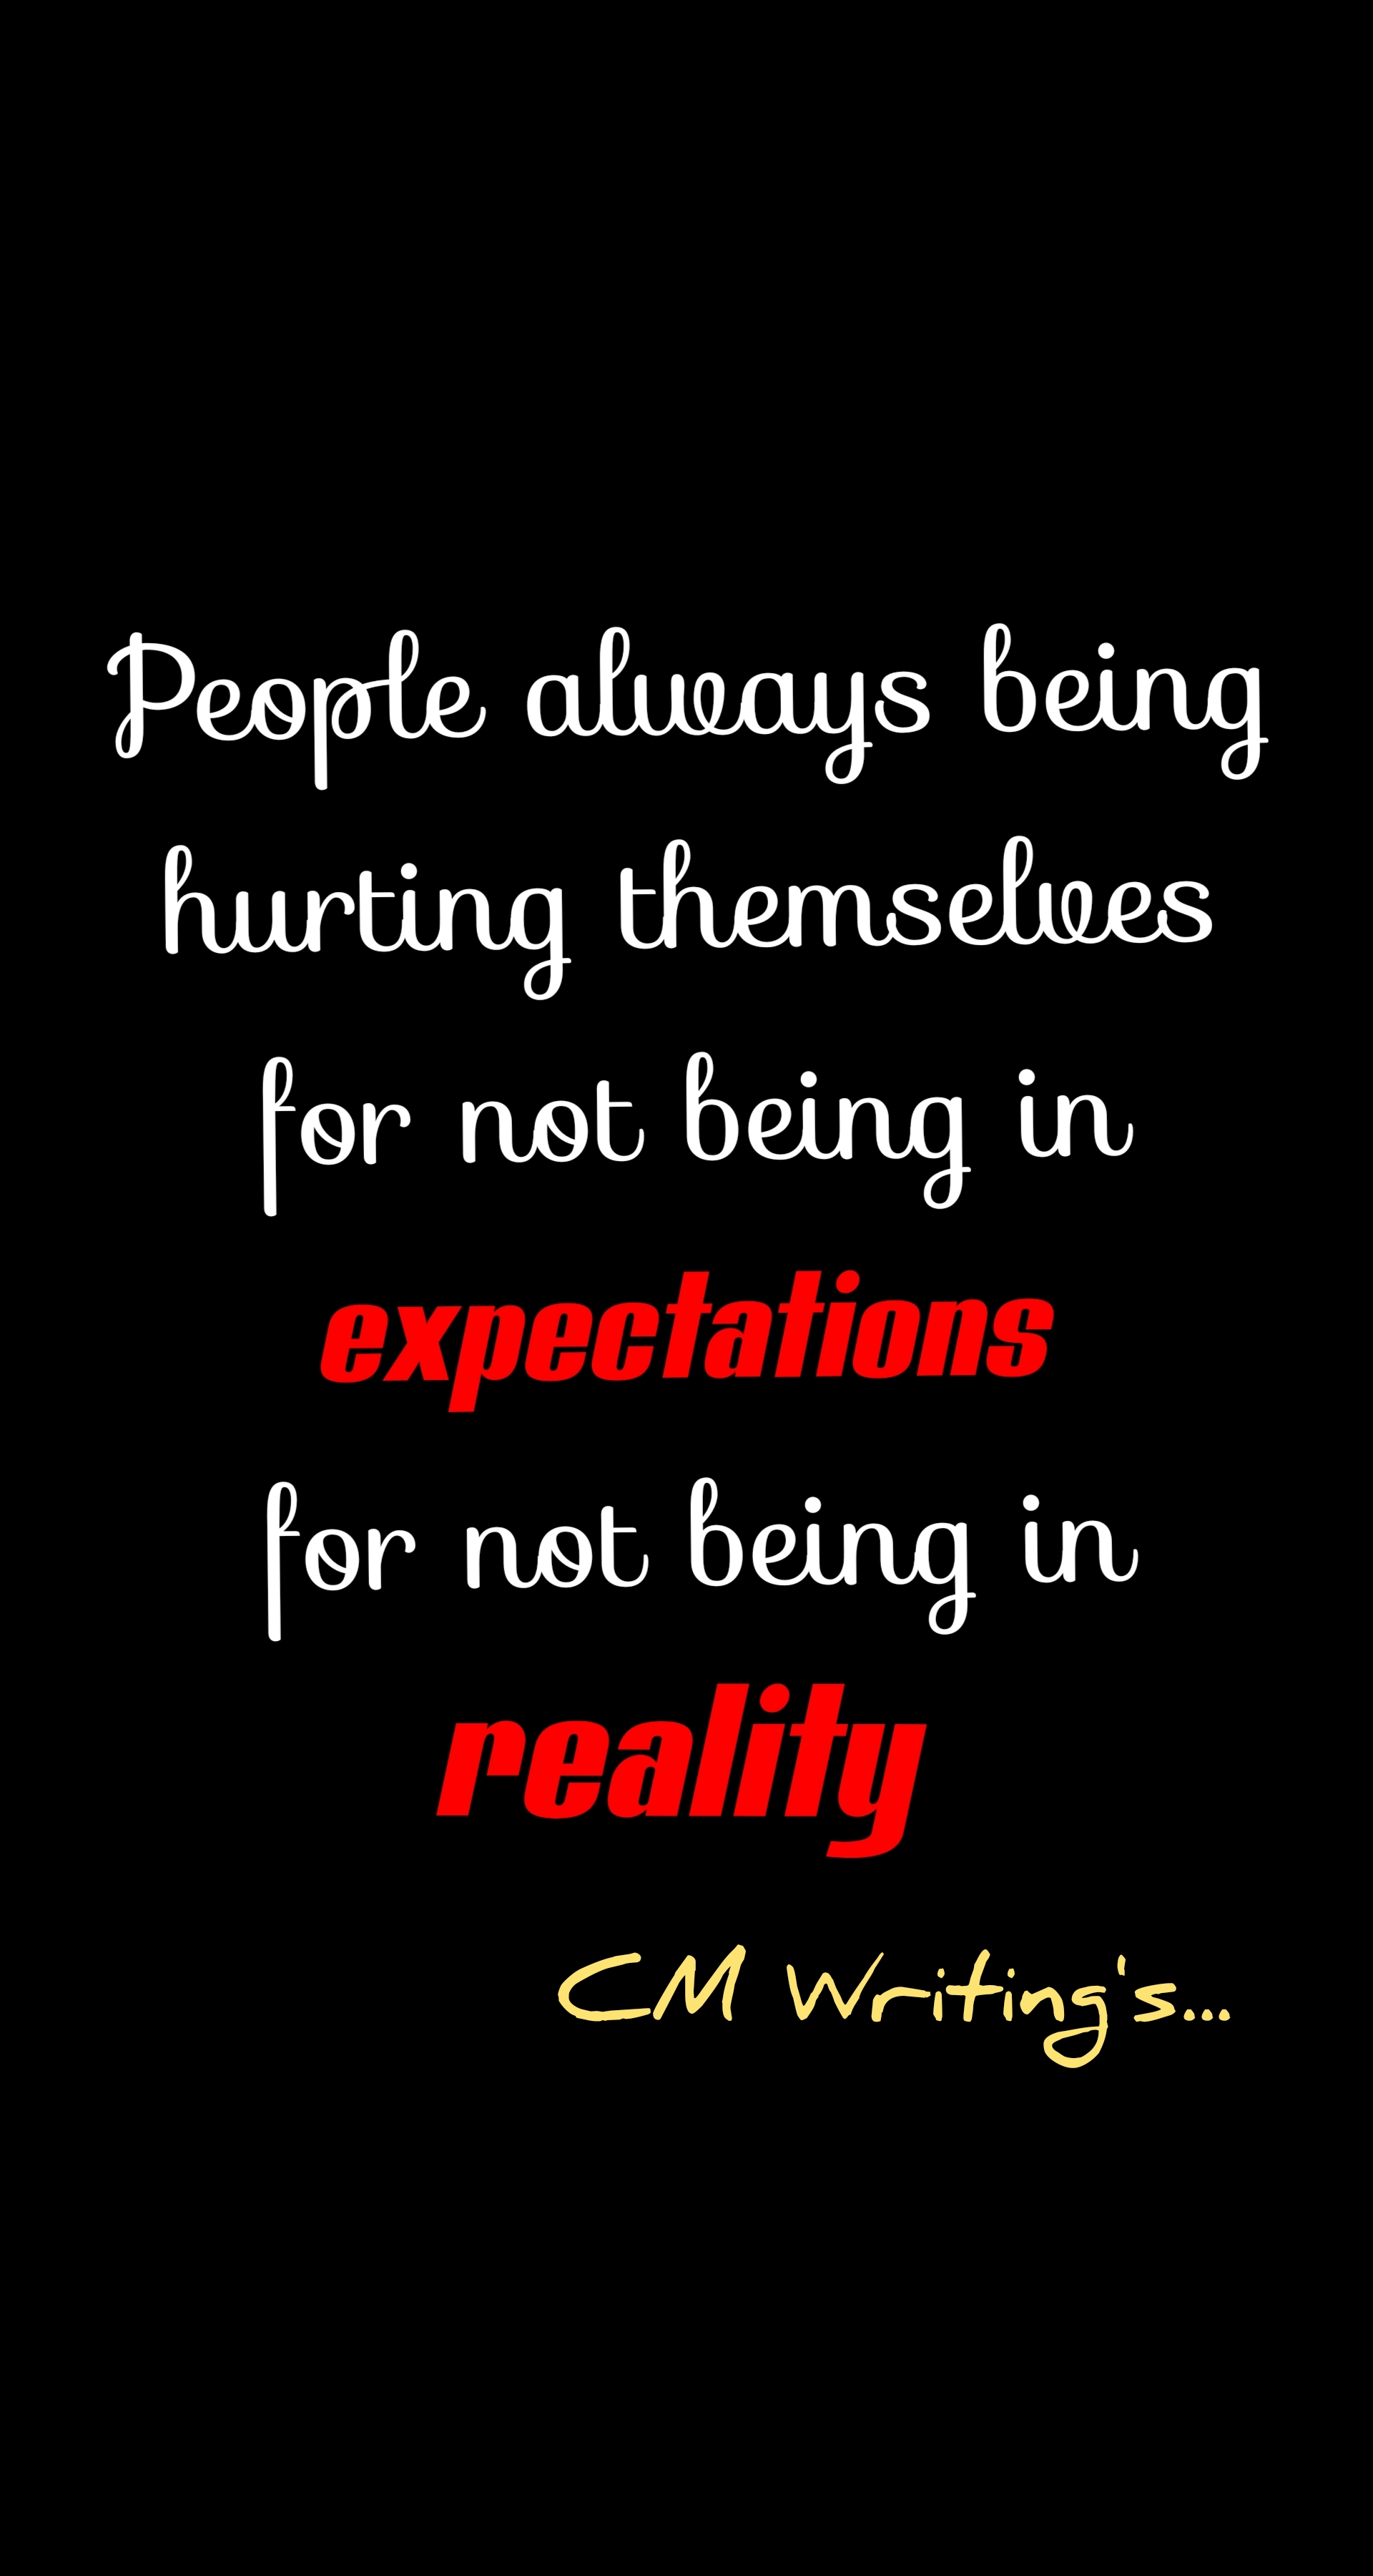 People always being
hurting themselves
for not being in
expectations
for not being in
reality
CM Writing's...